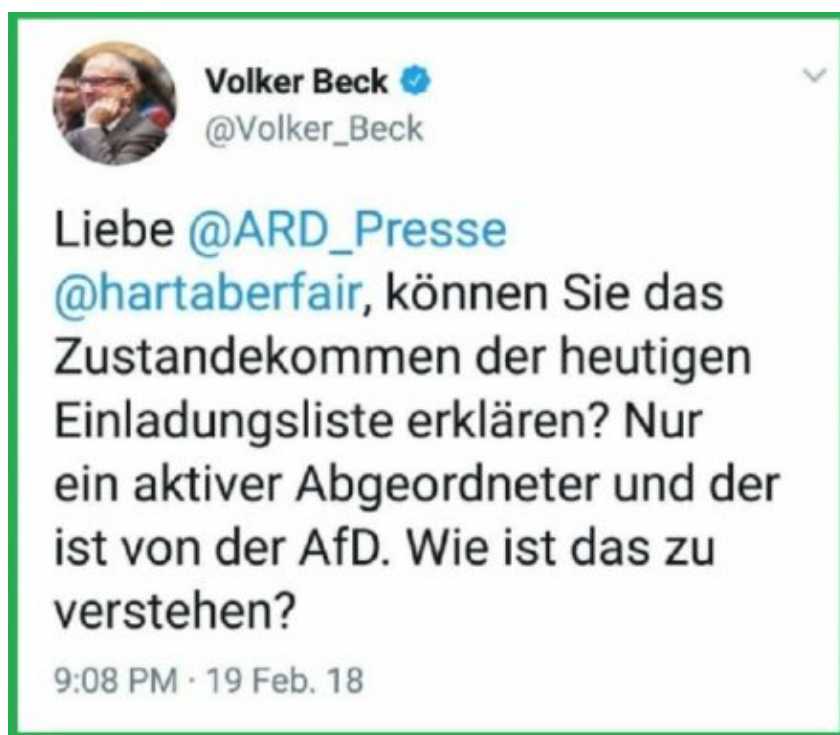 Volker Beck
@Volker_Beck
Liebe @ARD_Presse
@hartaberfair, können Sie das
Zustandekommen der heutigen
Einladungsliste erklären? Nur
ein aktiver Abgeordneter und der
ist von der AfD. Wie ist das zu
verstehen?
9:08 PM · 19 Feb. 18